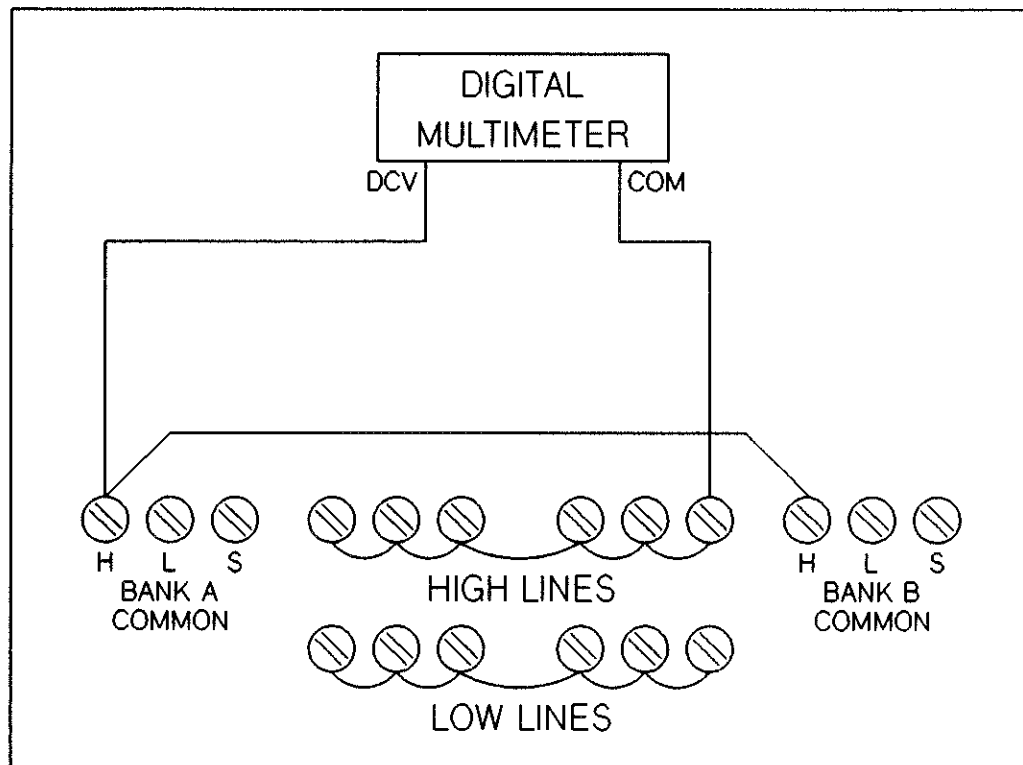 DIGITAL
MULTIMETER
DCV
COM
H L S
BANK A
COMMON
HIGH LINES
H L S
BANK B
COMMON
LOW LINES